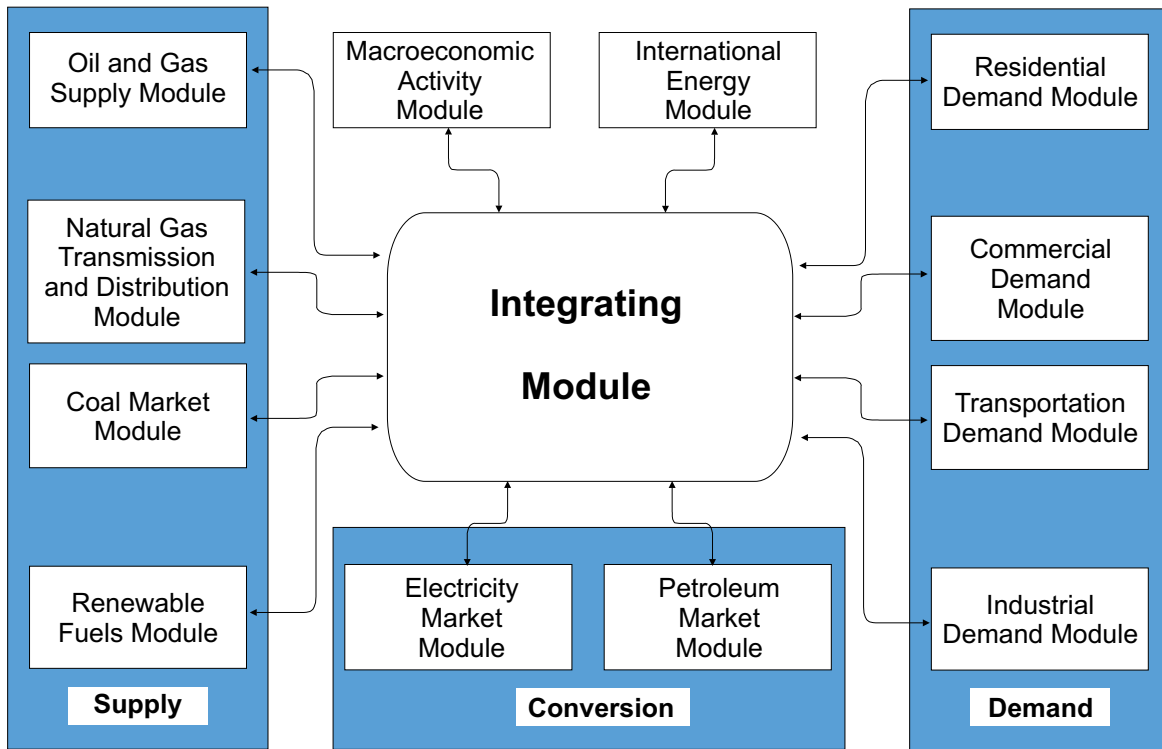 Oil and Gas
Supply Module
Natural Gas
Transmission
and Distribution
Module
Coal Market
Module
Renewable
Fuels Module
Supply
Macroeconomic
Activity
Module
International
Energy
Module
Integrating
Module
Electricity
Market
Module
Petroleum
Market
Module
Conversion
Residential
Demand Module
Commercial
Demand
Module
Transportation
Demand Module
Industrial
Demand Module
Demand